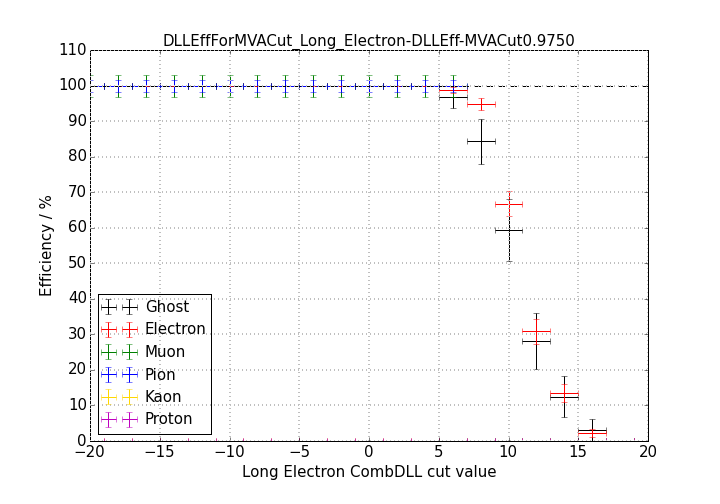 DLLEffForMVACut_Long_Electron-DLLEff-MVACut0.9750
110
100
90
80
70
60
50
40
30
20
10
0
Efficiency / %
Ghost
Electron
Muon
Pion
Kaon
Proton
−20 −15 −10 −5 0 5 10 15 20
Long Electron CombDLL cut value